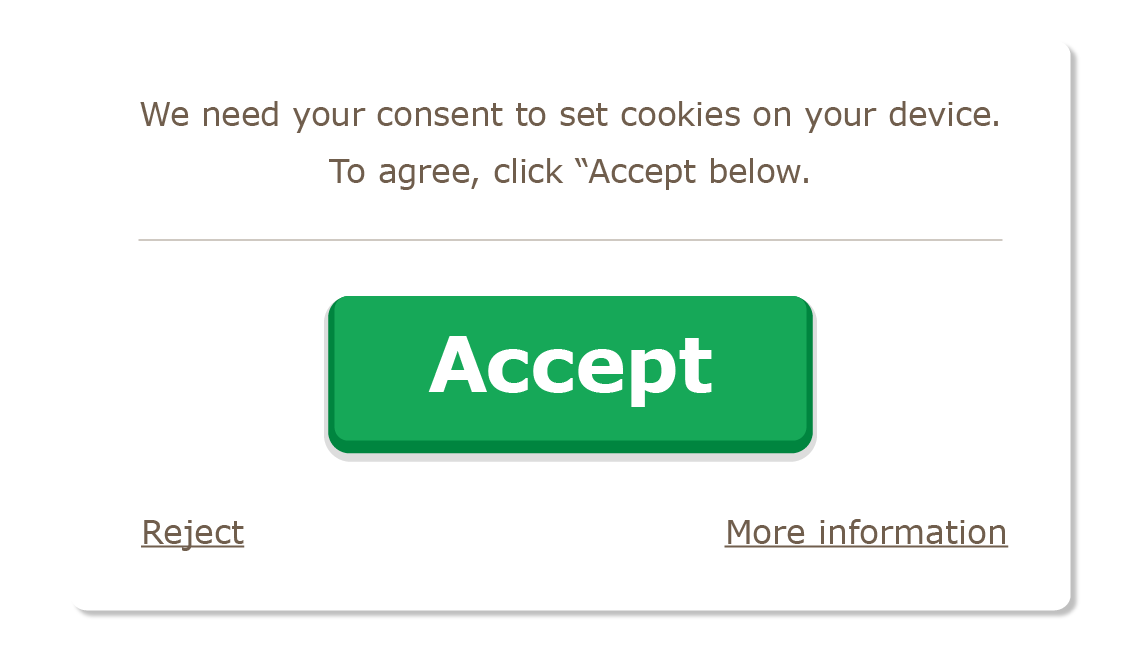 We need your consent to set cookies on your device.
To agree, click “Accept below.
Accept
Reject
More information